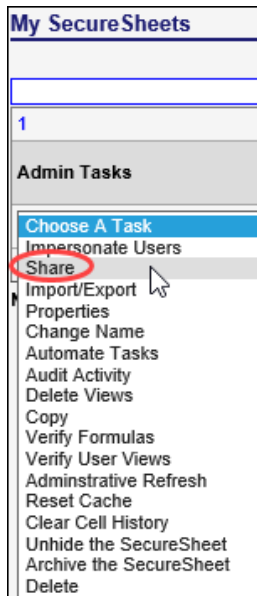 My SecureSheets
1
Admin Tasks
Choose A Task
Impersonate Users
Share
Import/Export
Properties
Change Name
Automate Tasks
Audit Activity
Delete Views
Copy
Verify Formulas
Verify User Views
Adminstrative Refresh
Reset Cache
Clear Cell History
Unhide the SecureSheet
Archive the SecureSheet
Delete